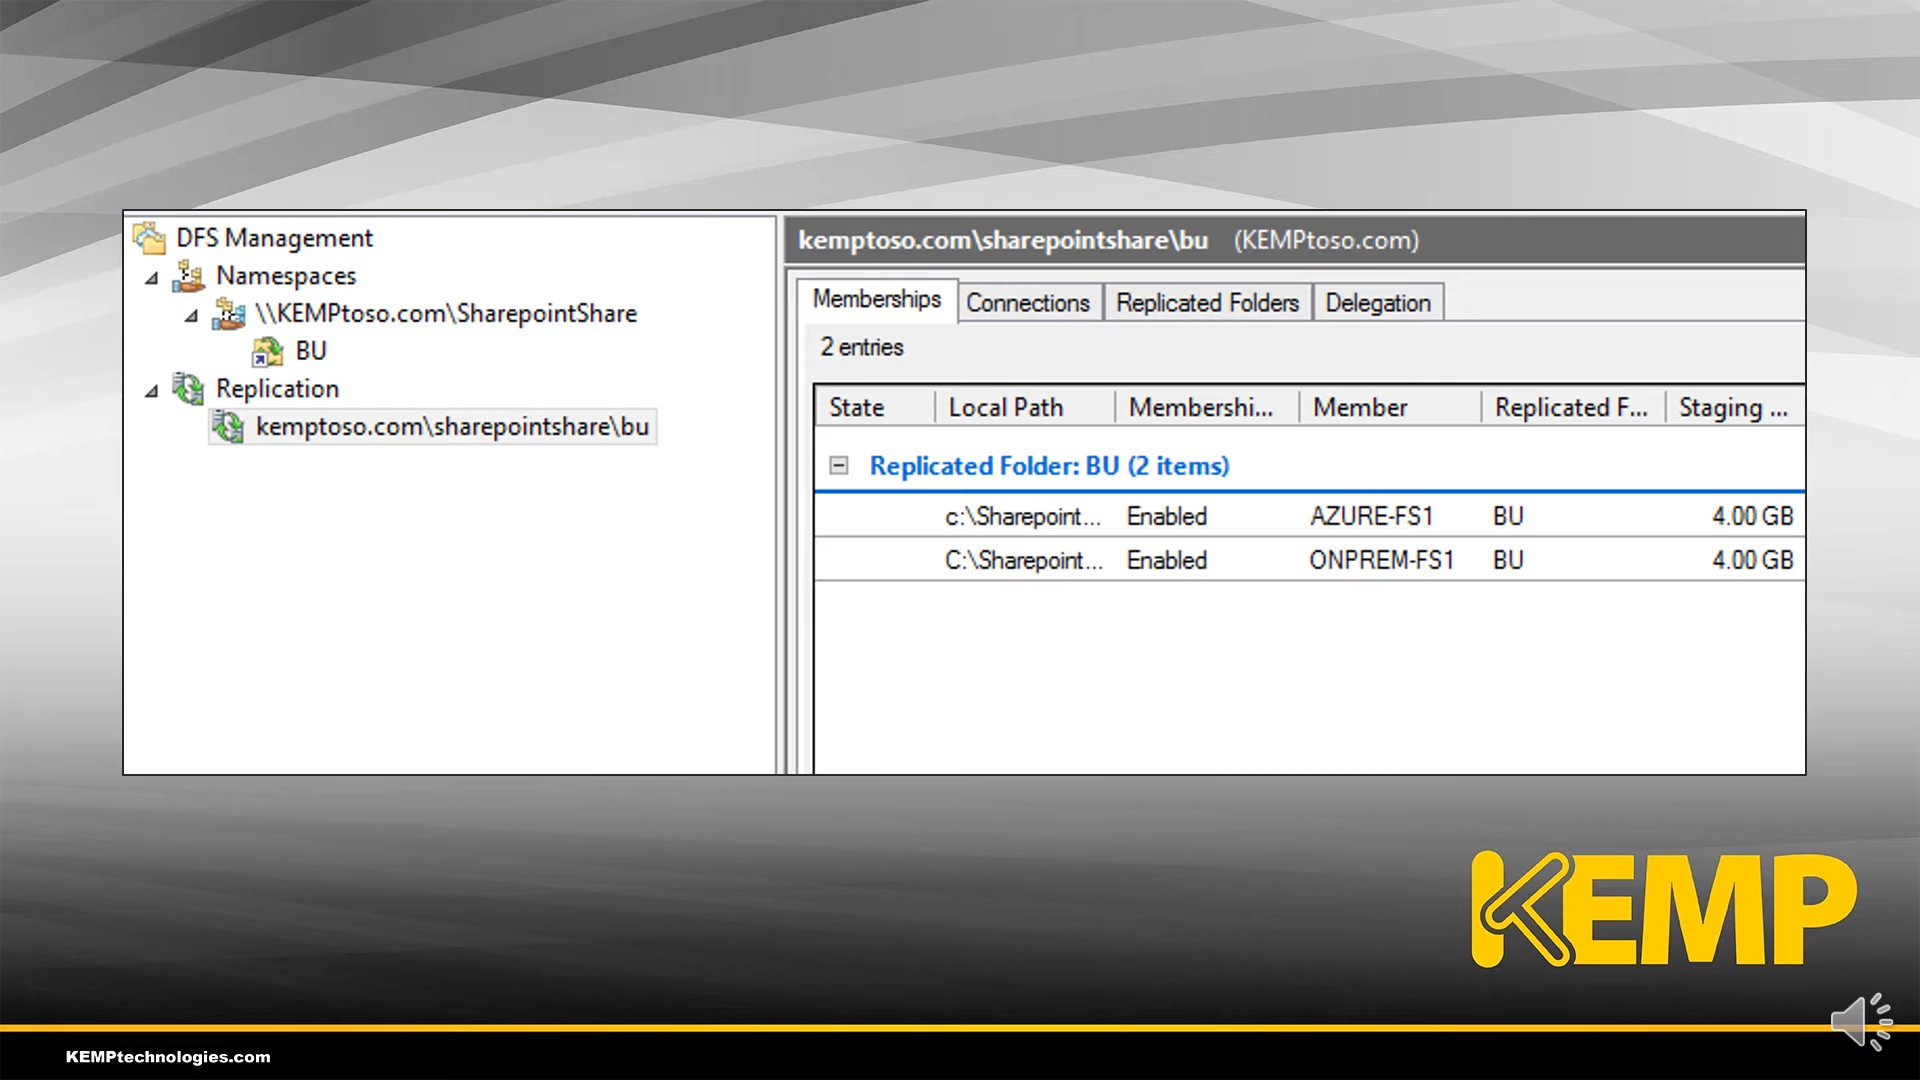 DFS Management
Namespaces
\\KEMPtoso.com\SharepointShare
BU
Replication
kemptoso.com\sharepointshare\bu
kemptoso.com\sharepointshare\bu (KEMPtoso.com)
Memberships Connections Replicated Folders Delegation
2 entries
State Local Path Membershi... Member Replicated F... Staging ...
Replicated Folder: BU (2 items)
c:\Sharepoint... Enabled AZURE-FS1 BU 4.00 GB
C:\Sharepoint... Enabled ONPREM-FS1 BU 4.00 GB
KEMP
KEMPtechnologies.com